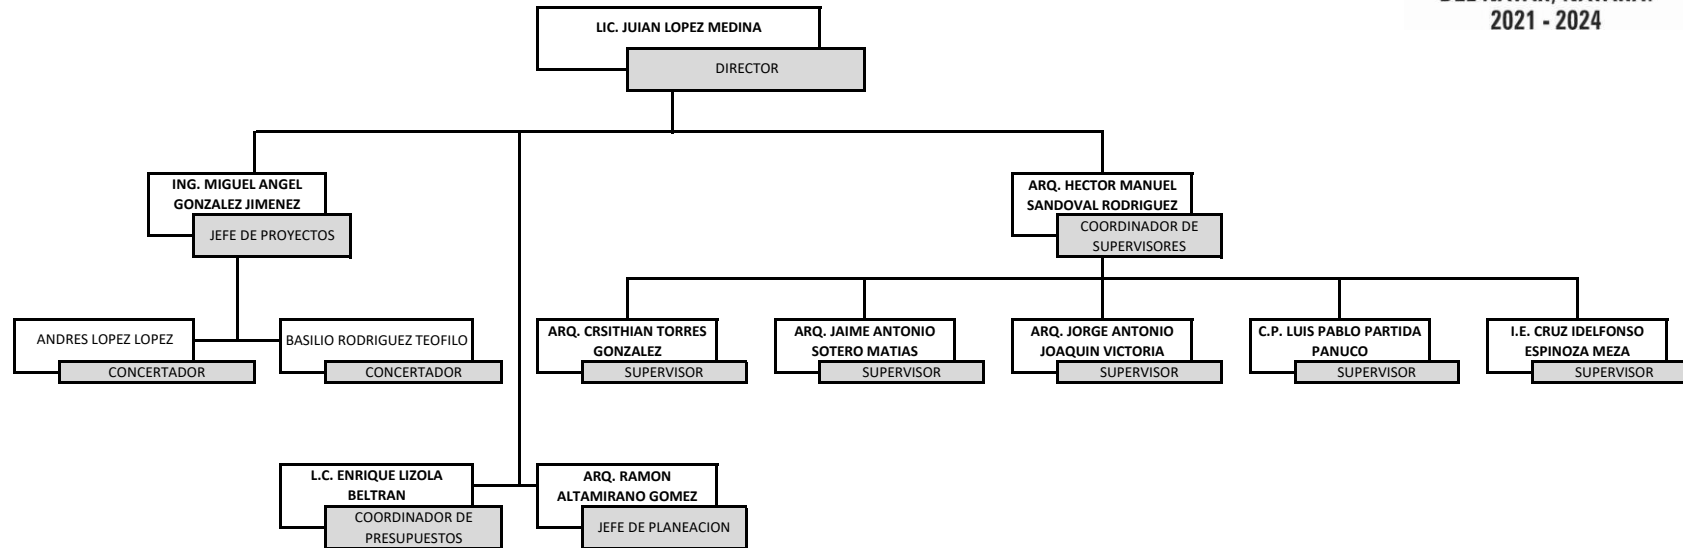 2021 - 2024
LIC. JUIAN LOPEZ MEDINA
DIRECTOR
ING. MIGUEL ANGEL
GONZALEZ JIMENEZ
JEFE DE PROYECTOS
ARQ. HECTOR MANUEL
SANDOVAL RODRIGUEZ
COORDINADOR DE
SUPERVISORES
ANDRES LOPEZ LOPEZ
CONCERTADOR
BASILIO RODRIGUEZ TEOFILO
CONCERTADOR
ARQ. CRSITHIAN TORRES
GONZALEZ
SUPERVISOR
ARQ. JAIME ANTONIO
SOTERO MATIAS
SUPERVISOR
ARQ. JORGE ANTONIO
JOAQUIN VICTORIA
SUPERVISOR
C.P. LUIS PABLO PARTIDA
PANUCO
SUPERVISOR
I.E. CRUZ IDELFONSO
ESPINOZA MEZA
SUPERVISOR
L.C. ENRIQUE LIZOLA
BELTRAN
COORDINADOR DE
PRESUPUESTOS
ARQ. RAMON
ALTAMIRANO GOMEZ
JEFE DE PLANEACION